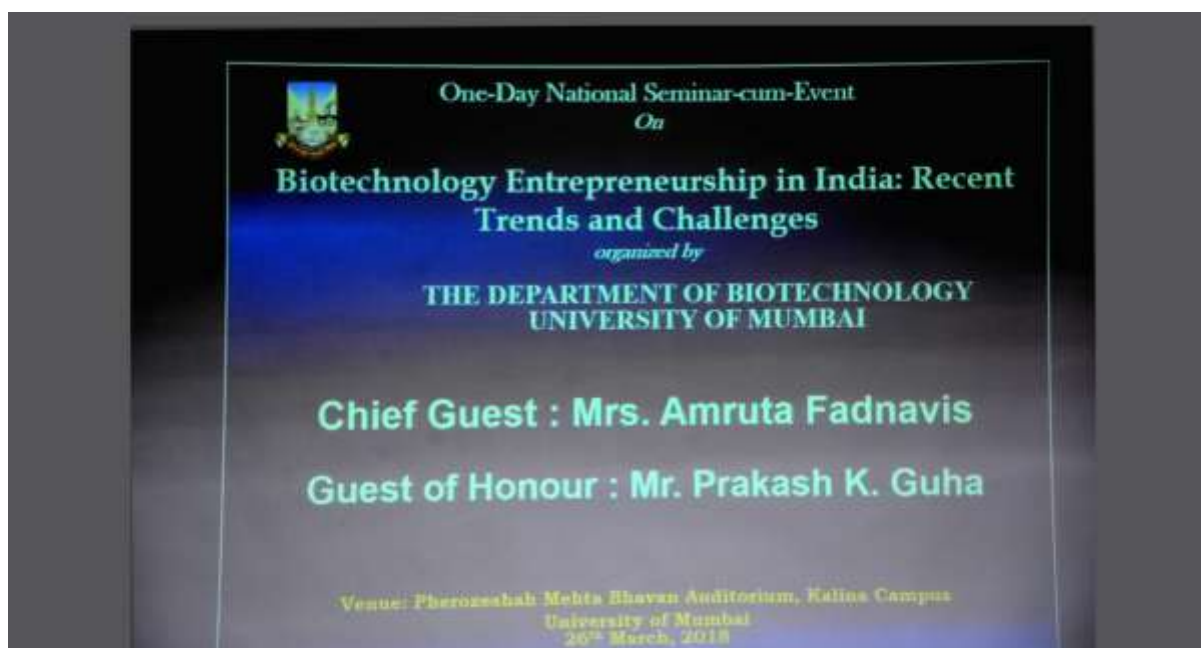 One-Day National Seminar-cum-Event
On
Biotechnology Entrepreneurship in India: Recent
Trends and Challenges
organized by
THE DEPARTMENT OF BIOTECHNOLOGY
UNIVERSITY OF MUMBAI
Chief Guest : Mrs. Amruta Fadnavis
Guest of Honour : Mr. Prakash K. Guha
Venue: Pherozeshah Mehta Bhavan Auditorium, Kalina Campus
University of Mumbai
26th March, 2018